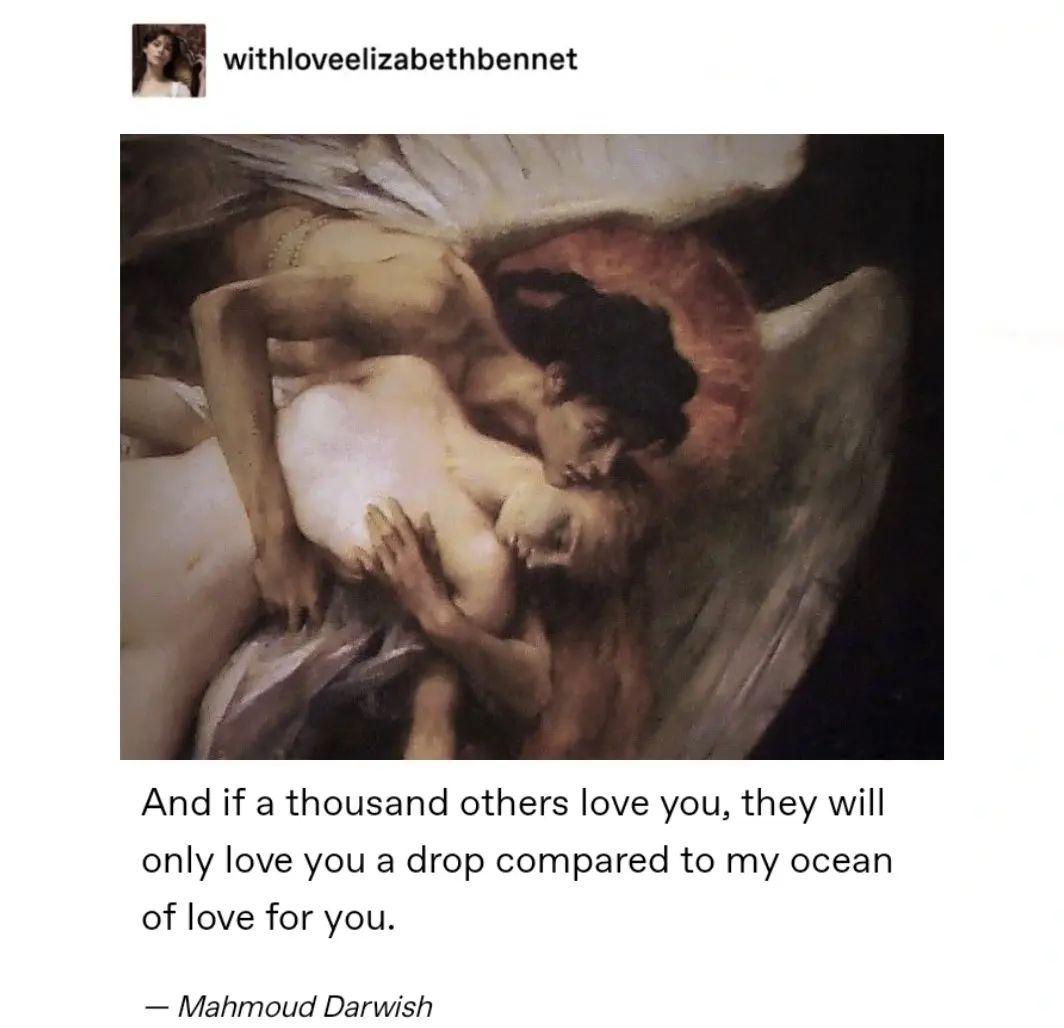 withloveelizabethbennet
And if a thousand others love you, they will
only love you a drop compared to my ocean
of love for you.
— Mahmoud Darwish